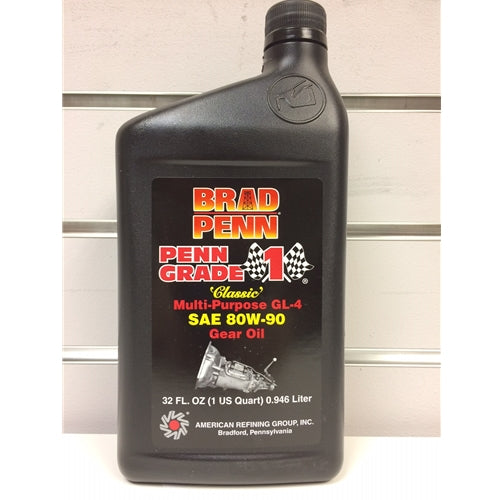 BRAD
PENN®
PENN
GRADE 1®
'Classic'
Multi-Purpose GL-4
SAE 80W-90
Gear Oil
32 FL. OZ (1 US Quart) 0.946 Liter
AMERICAN REFINING GROUP, INC.
Bradford, Pennsylvania